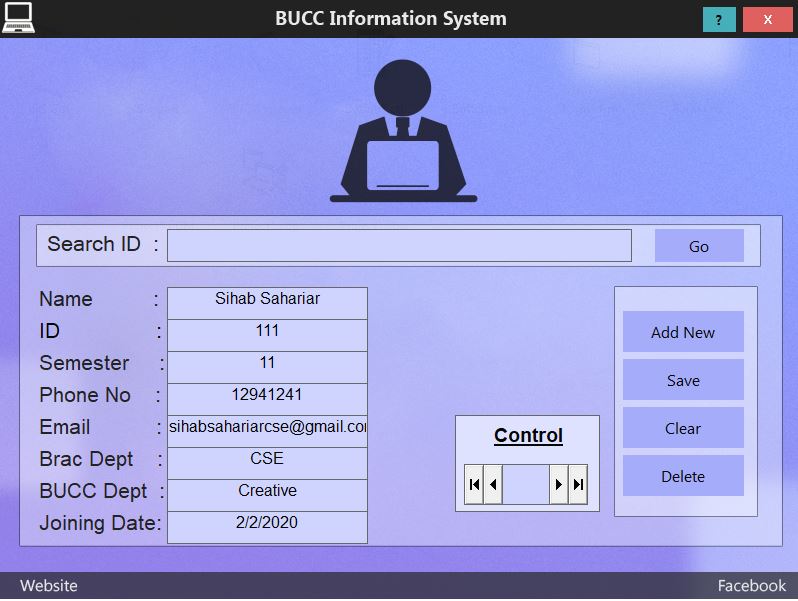 BUCC Information System
?
X
Search ID :
Go
Name : Sihab Sahariar
ID : 111
Semester : 11
Phone No : 12941241
Email : sihabsahariarcse@gmail.com
Brac Dept : CSE
BUCC Dept : Creative
Joining Date: 2/2/2020
Control
Add New
Save
Clear
Delete
Website
Facebook